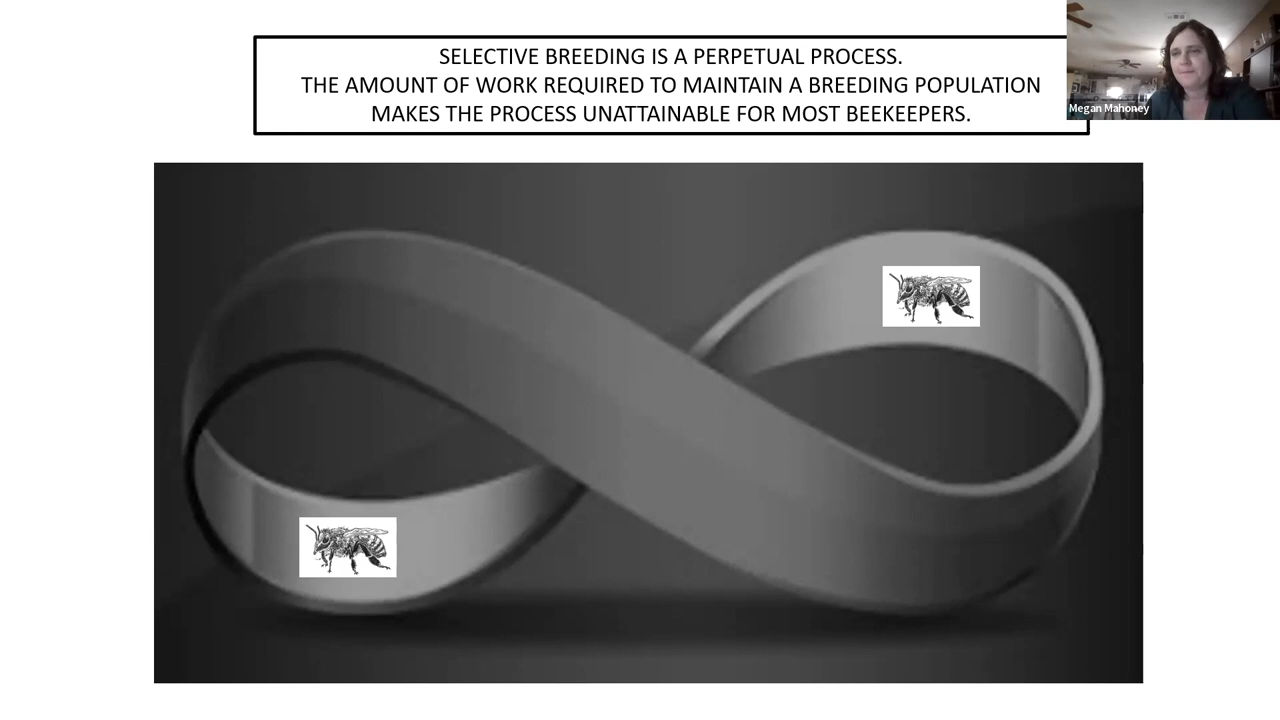 SELECTIVE BREEDING IS A PERPETUAL PROCESS.
THE AMOUNT OF WORK REQUIRED TO MAINTAIN A BREEDING POPULATION
MAKES THE PROCESS UNATTAINABLE FOR MOST BEEKEEPERS.
Megan Mahoney